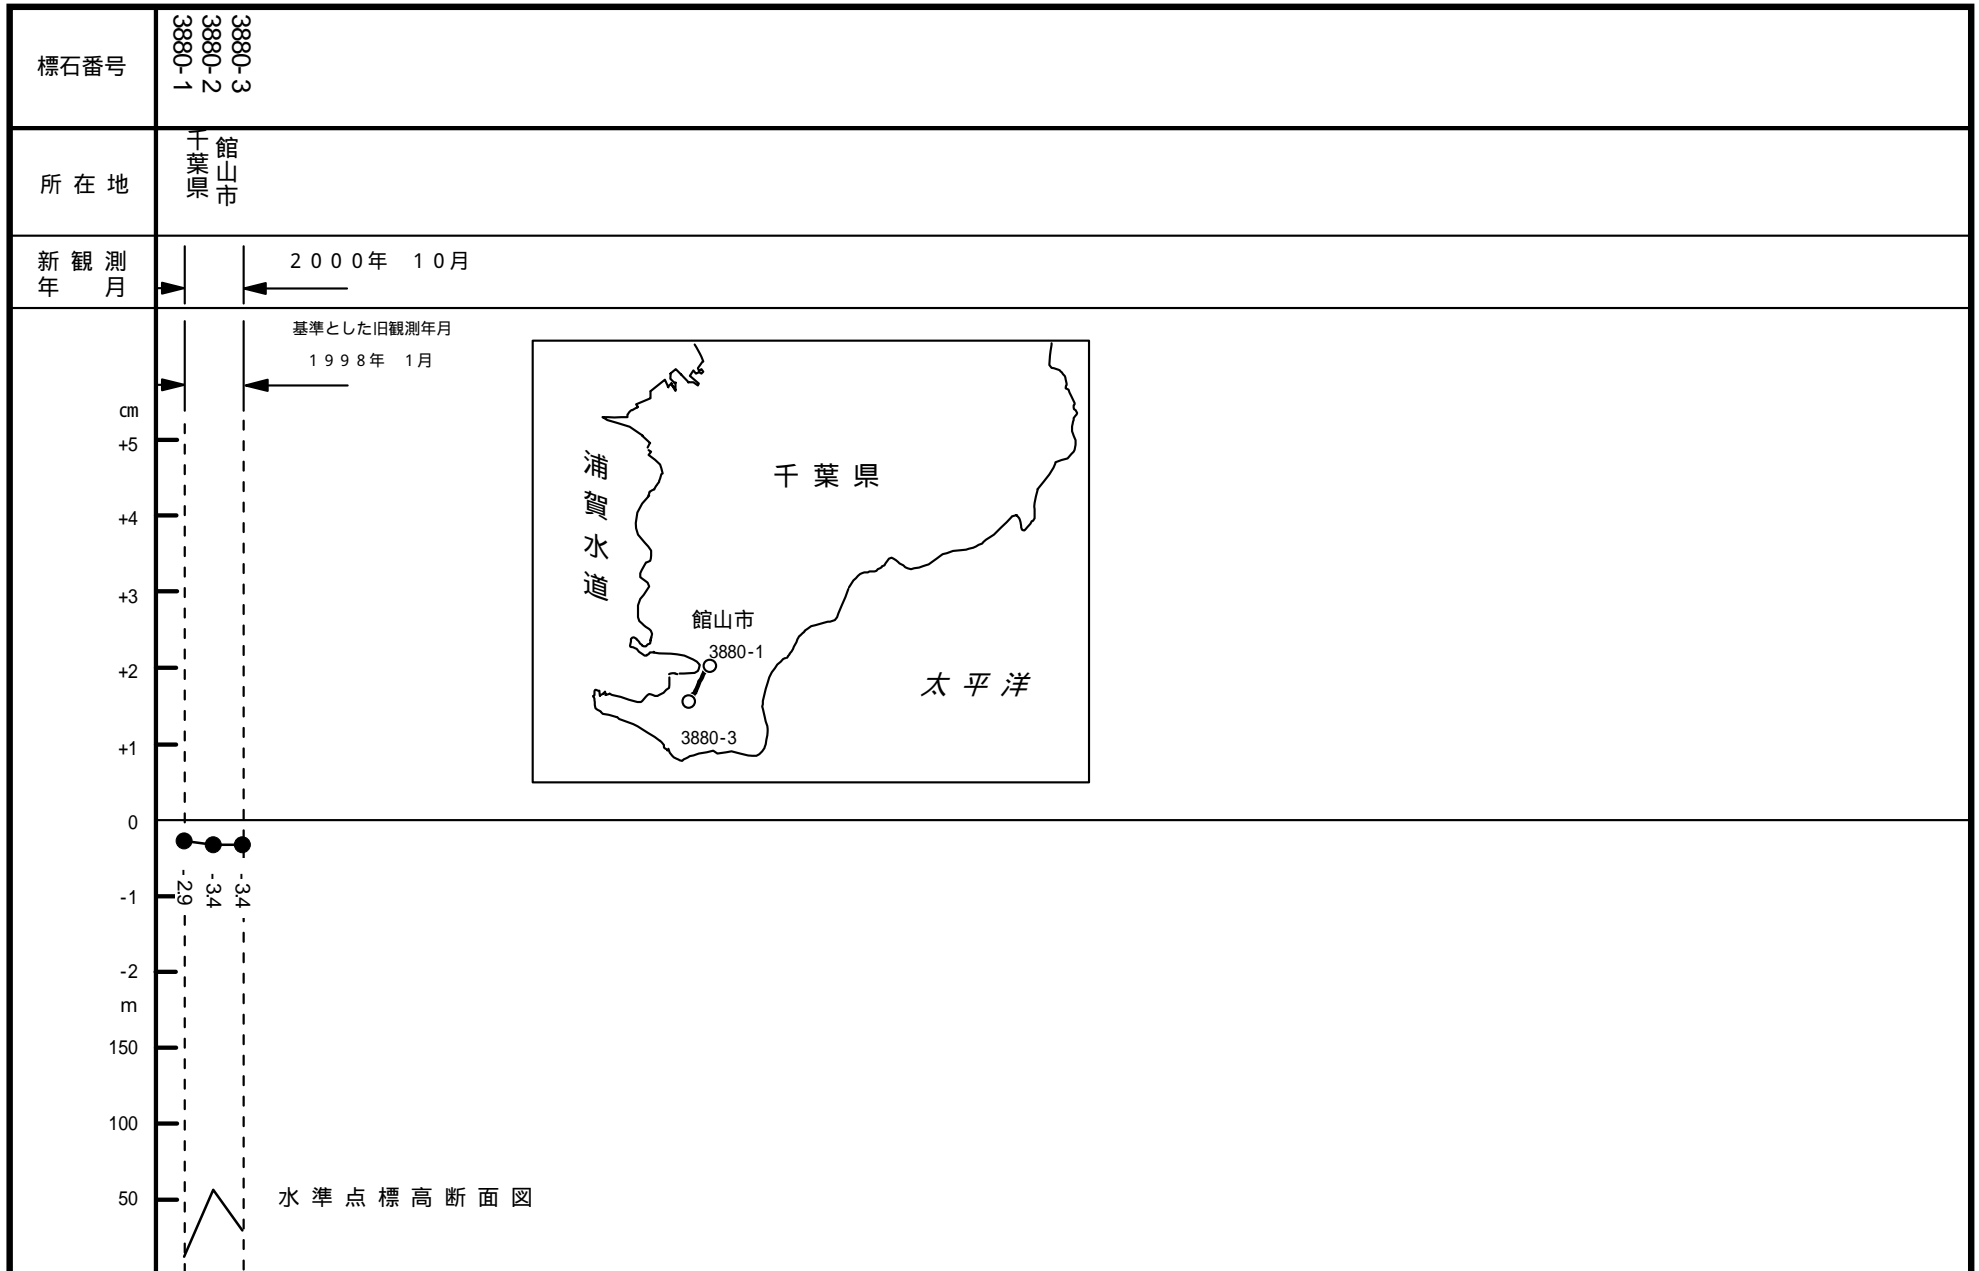 標石番号
3880-1
3880-2
3880-3
所在地
千葉県
館山市
新観測
年 月
2000年 10月
基準とした旧観測年月
1998年 1月
cm
+5
+4
+3
+2
+1
0
-1
-2
-2.9
-3.4
-3.4
m
150
100
50
水準点標高断面図
浦賀水道
千葉県
館山市
3880-1
3880-3
太平洋